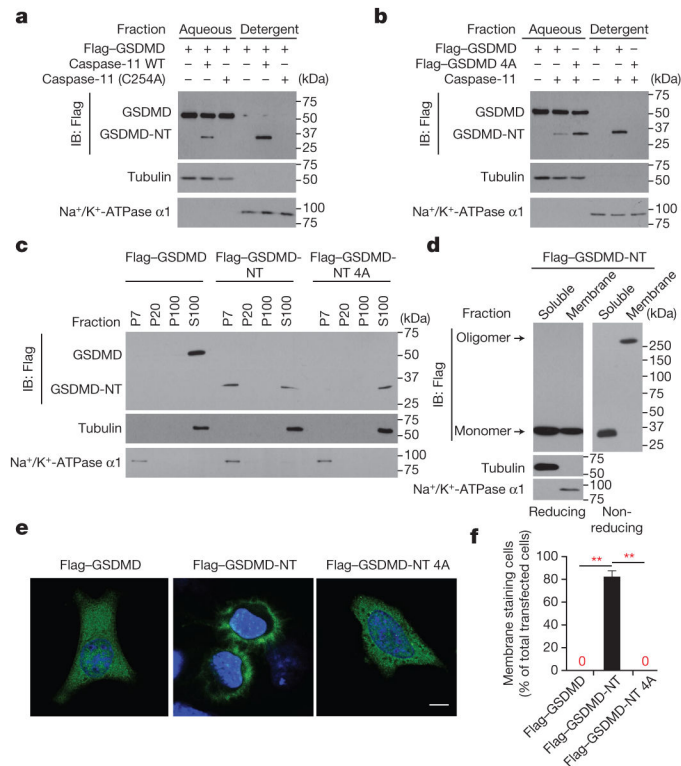 a
Fraction Aqueous Detergent
Flag–GSDMD + + + + + +
Caspase-11 WT – + – – + –
Caspase-11 (C254A) – – + – – + (kDa)
IB: Flag
GSDMD
GSDMD-NT
75
50
37
25
Tubulin
75
50
Na+/K+-ATPase α1
100
75
b
Fraction Aqueous Detergent
Flag–GSDMD + + – + + –
Flag–GSDMD 4A – – + – – +
Caspase-11 – + + – + + (kDa)
IB: Flag
GSDMD
GSDMD-NT
75
50
37
25
Tubulin
75
50
Na+/K+-ATPase α1
100
75
c
Flag–GSDMD
Flag–GSDMD-
NT
Flag–GSDMD-
NT 4A
Fraction P7 P20 P100 S100 P7 P20 P100 S100 P7 P20 P100 S100 (kDa)
IB: Flag
GSDMD
GSDMD-NT
75
50
37
25
Tubulin
75
50
Na+/K+-ATPase α1
100
75
d
Flag–GSDMD-NT
Fraction Soluble Membrane Soluble Membrane (kDa)
IB: Flag
Oligomer
Monomer
250
150
100
75
50
37
25
Tubulin
75
50
Na+/K+-ATPase α1
100
75
Reducing
Non-
reducing
e
Flag–GSDMD
Flag–GSDMD-NT
Flag–GSDMD-NT 4A
f
Membrane staining cells
(% of total transfected cells)
100
80
60
40
20
0
** **
0 0
Flag–GSDMD
Flag–GSDMD-NT
Flag–GSDMD-NT 4A